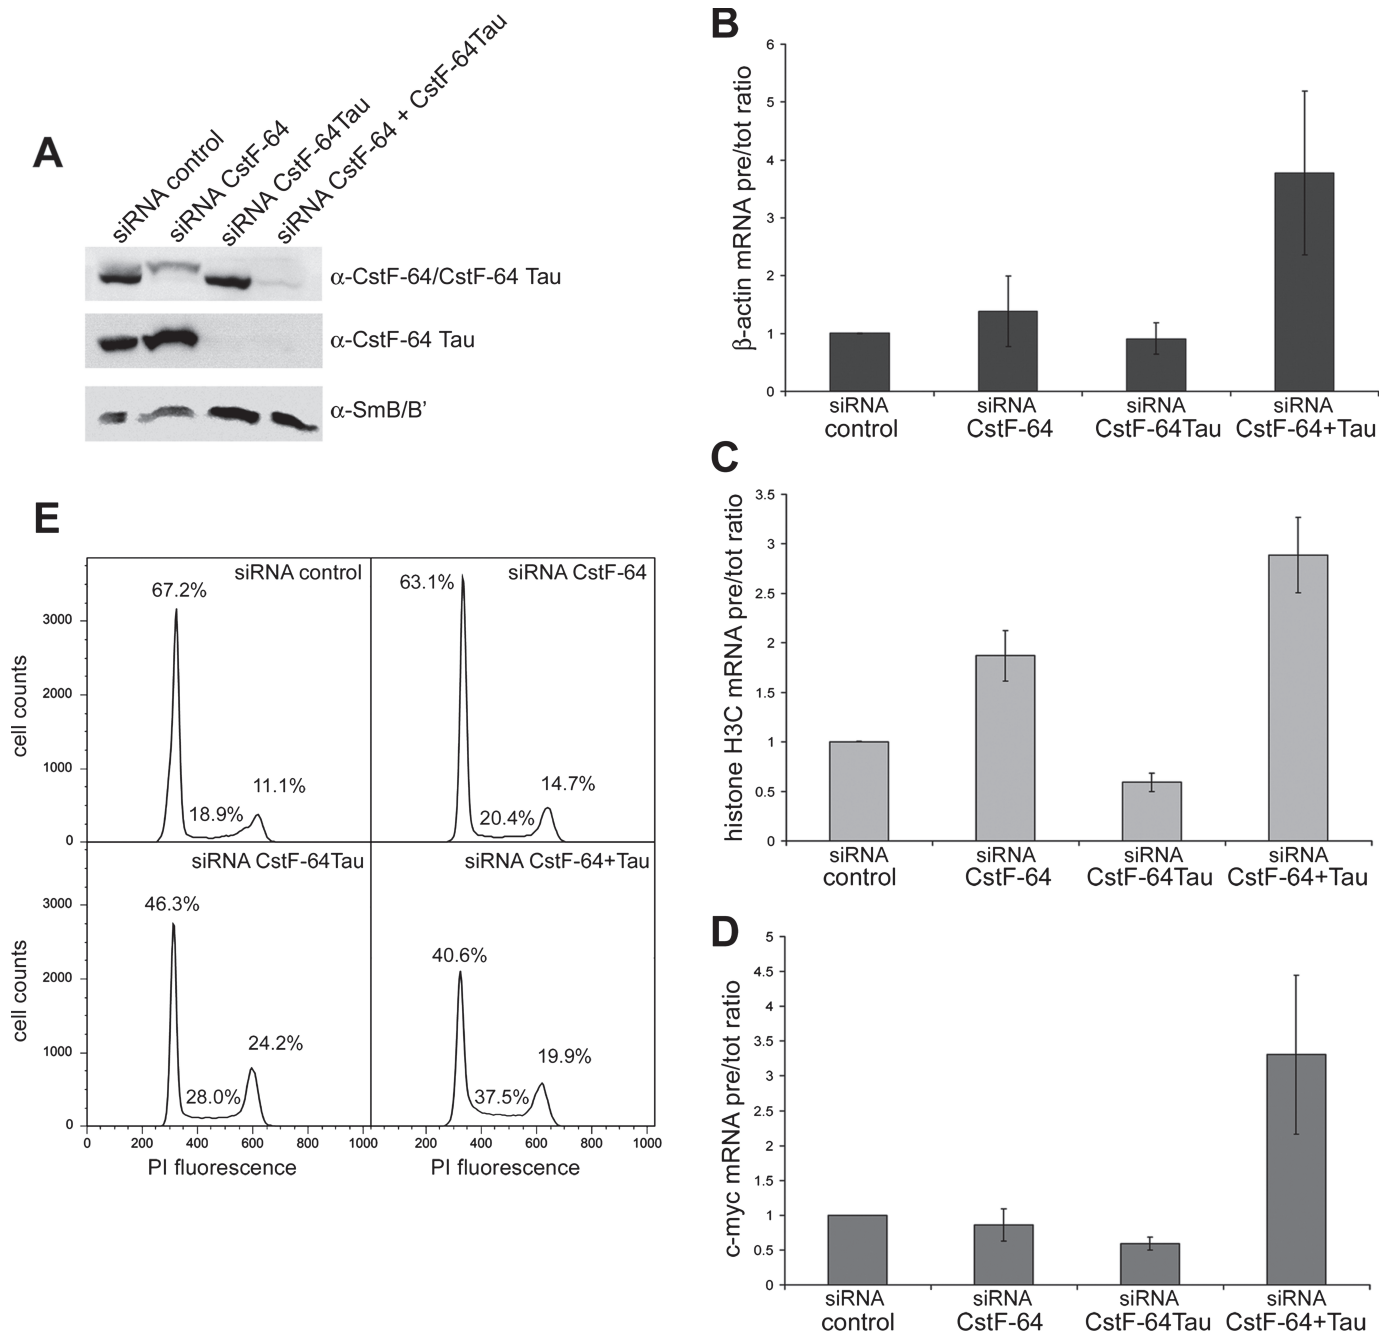 A
siRNA control
siRNA CstF-64
siRNA CstF-64Tau
siRNA CstF-64 + CstF-64Tau
α-CstF-64/CstF-64 Tau
α-CstF-64 Tau
α-SmB/B’
B
β-actin mRNA pre/tot ratio
6
5
4
3
2
1
0
siRNA control
siRNA CstF-64
siRNA CstF-64Tau
siRNA CstF-64+Tau
C
histone H3C mRNA pre/tot ratio
3.5
3
2.5
2
1.5
1
0.5
0
siRNA control
siRNA CstF-64
siRNA CstF-64Tau
siRNA CstF-64+Tau
D
c-myc mRNA pre/tot ratio
5
4.5
4
3.5
3
2.5
2
1.5
1
0.5
0
siRNA control
siRNA CstF-64
siRNA CstF-64Tau
siRNA CstF-64+Tau
E
cell counts
3000
2000
1000
0
siRNA control
67.2%
18.9%
11.1%
siRNA CstF-64
63.1%
20.4%
14.7%
cell counts
3000
2000
1000
0
siRNA CstF-64Tau
46.3%
28.0%
24.2%
siRNA CstF-64+Tau
40.6%
37.5%
19.9%
0 200 400 600 800 1000
200 400 600 800 1000
PI fluorescence
PI fluorescence